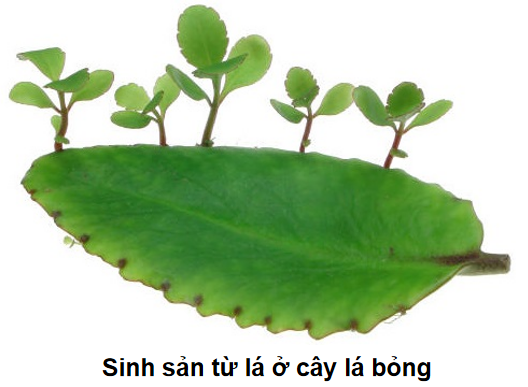 Sinh sản từ lá ở cây lá bỏng